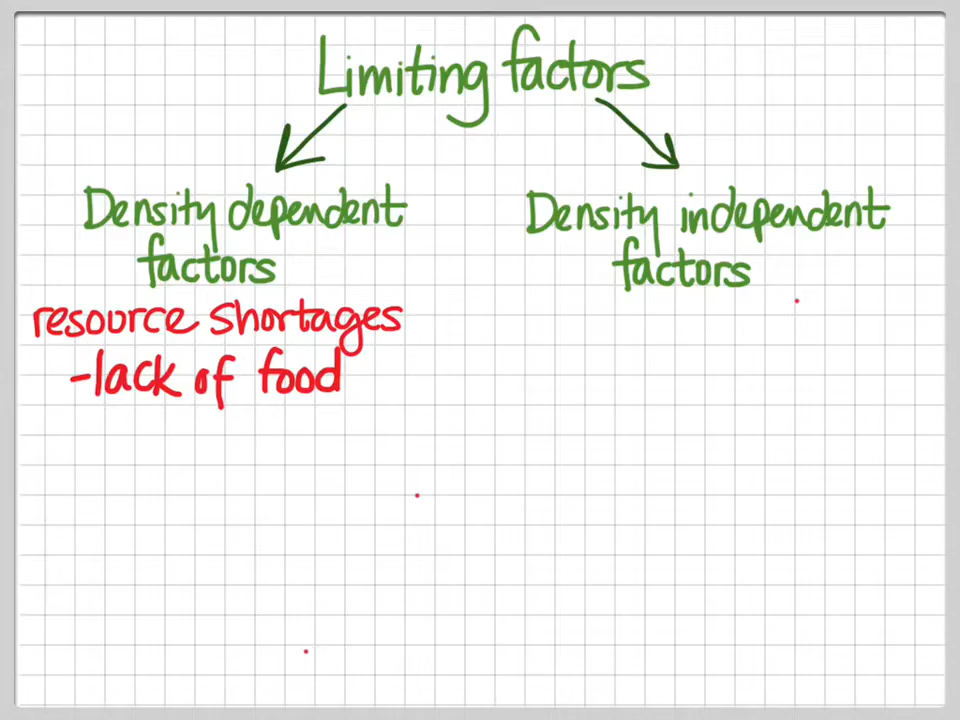 Limiting factors
Density dependent
factors
Density independent
factors
resource shortages
-lack of food